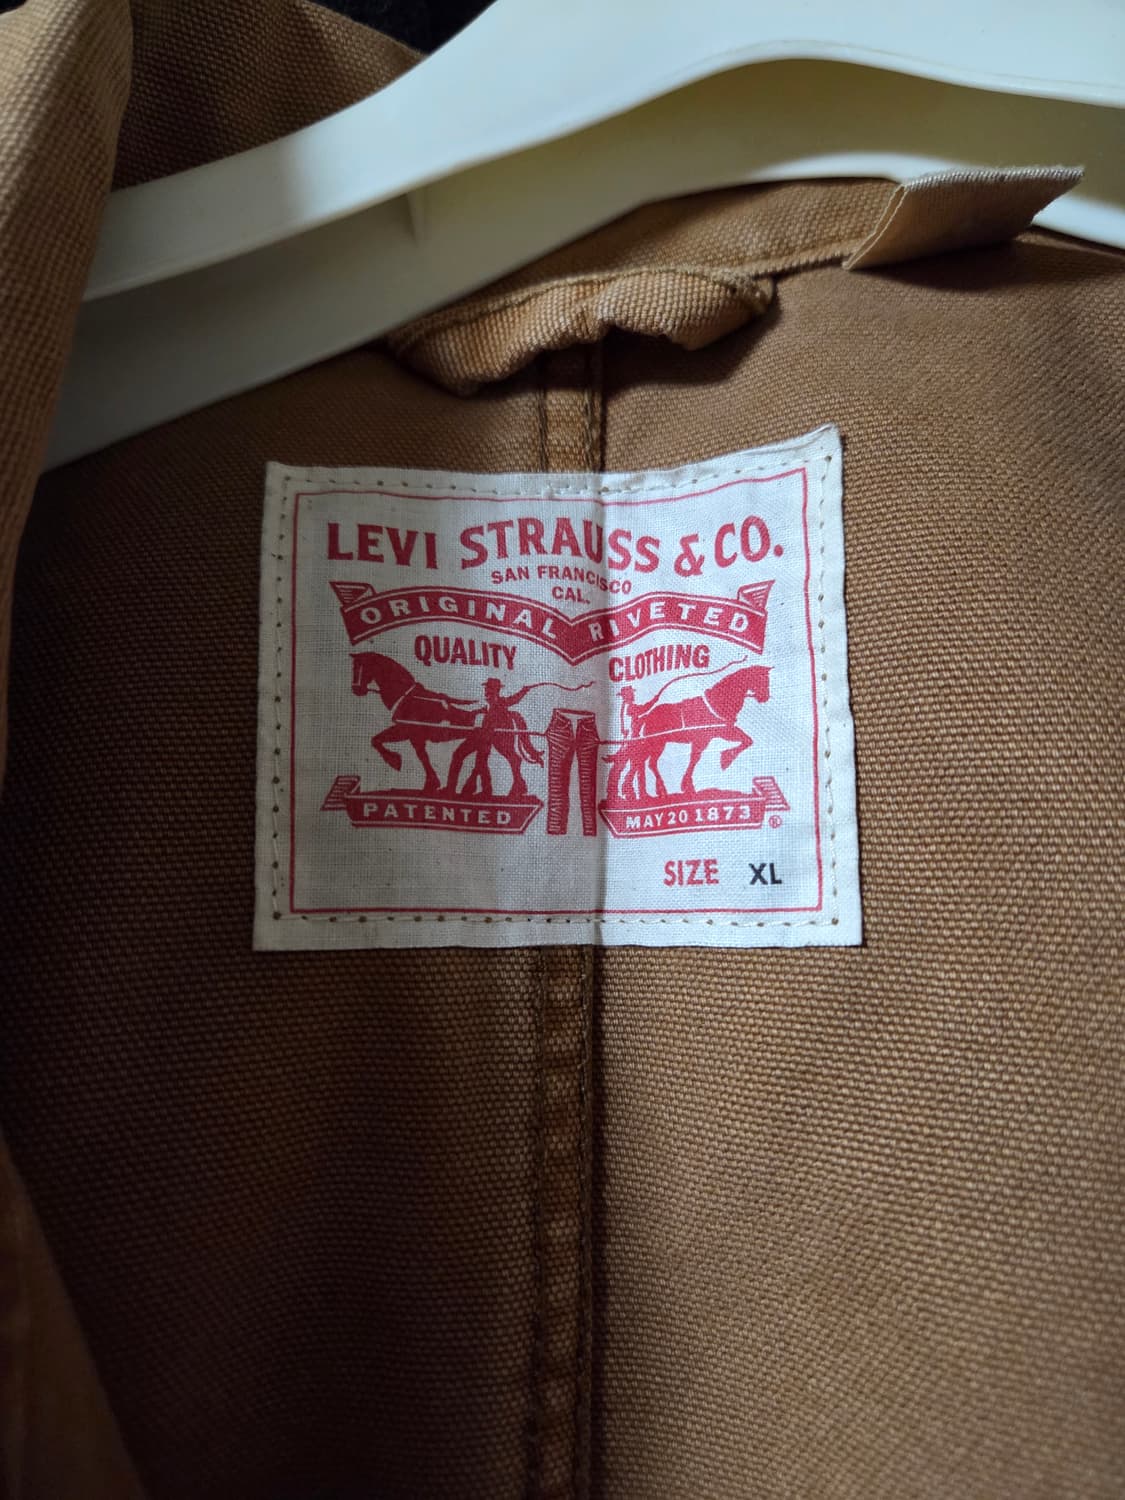 LEVI STRAUSS & CO.
SAN FRANCISCO
CAL.
ORIGINAL RIVETED
QUALITY CLOTHING
PATENTED MAY 20 1873 ®
SIZE XL